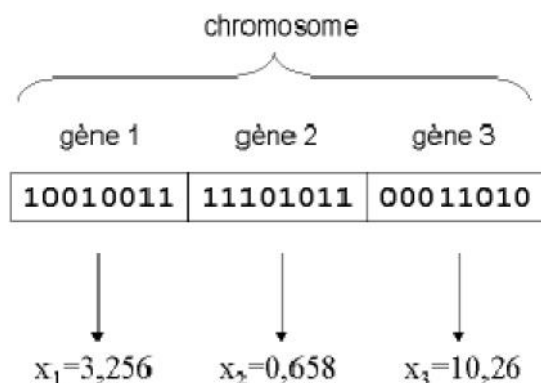 chromosome
gène 1 gène 2 gène 3
10010011 11101011 00011010
x₁=3,256 x₂=0,658 x₃=10,26